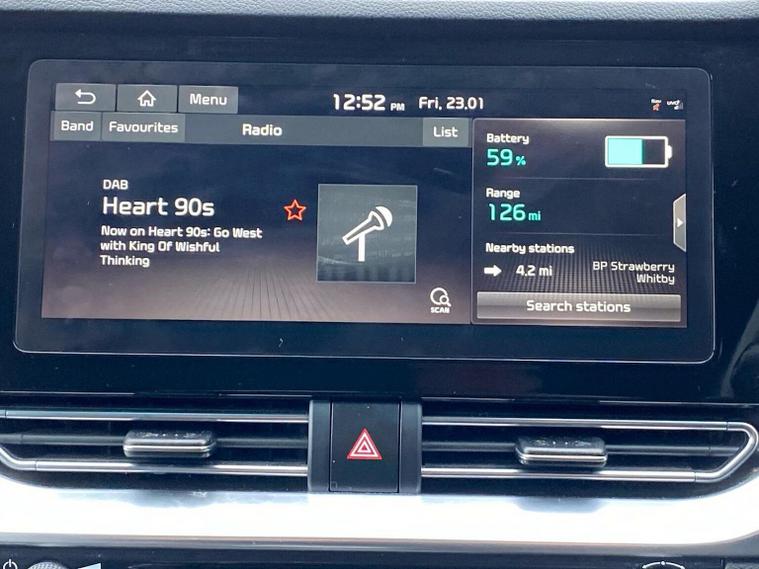 Menu
12:52 PM Fri, 23.01
Band Favourites Radio List
DAB
Heart 90s
Now on Heart 90s: Go West
with King Of Wishful
Thinking
SCAN
Battery
59 %
Range
126 mi
Nearby stations
4.2 mi BP Strawberry
Whitby
Search stations